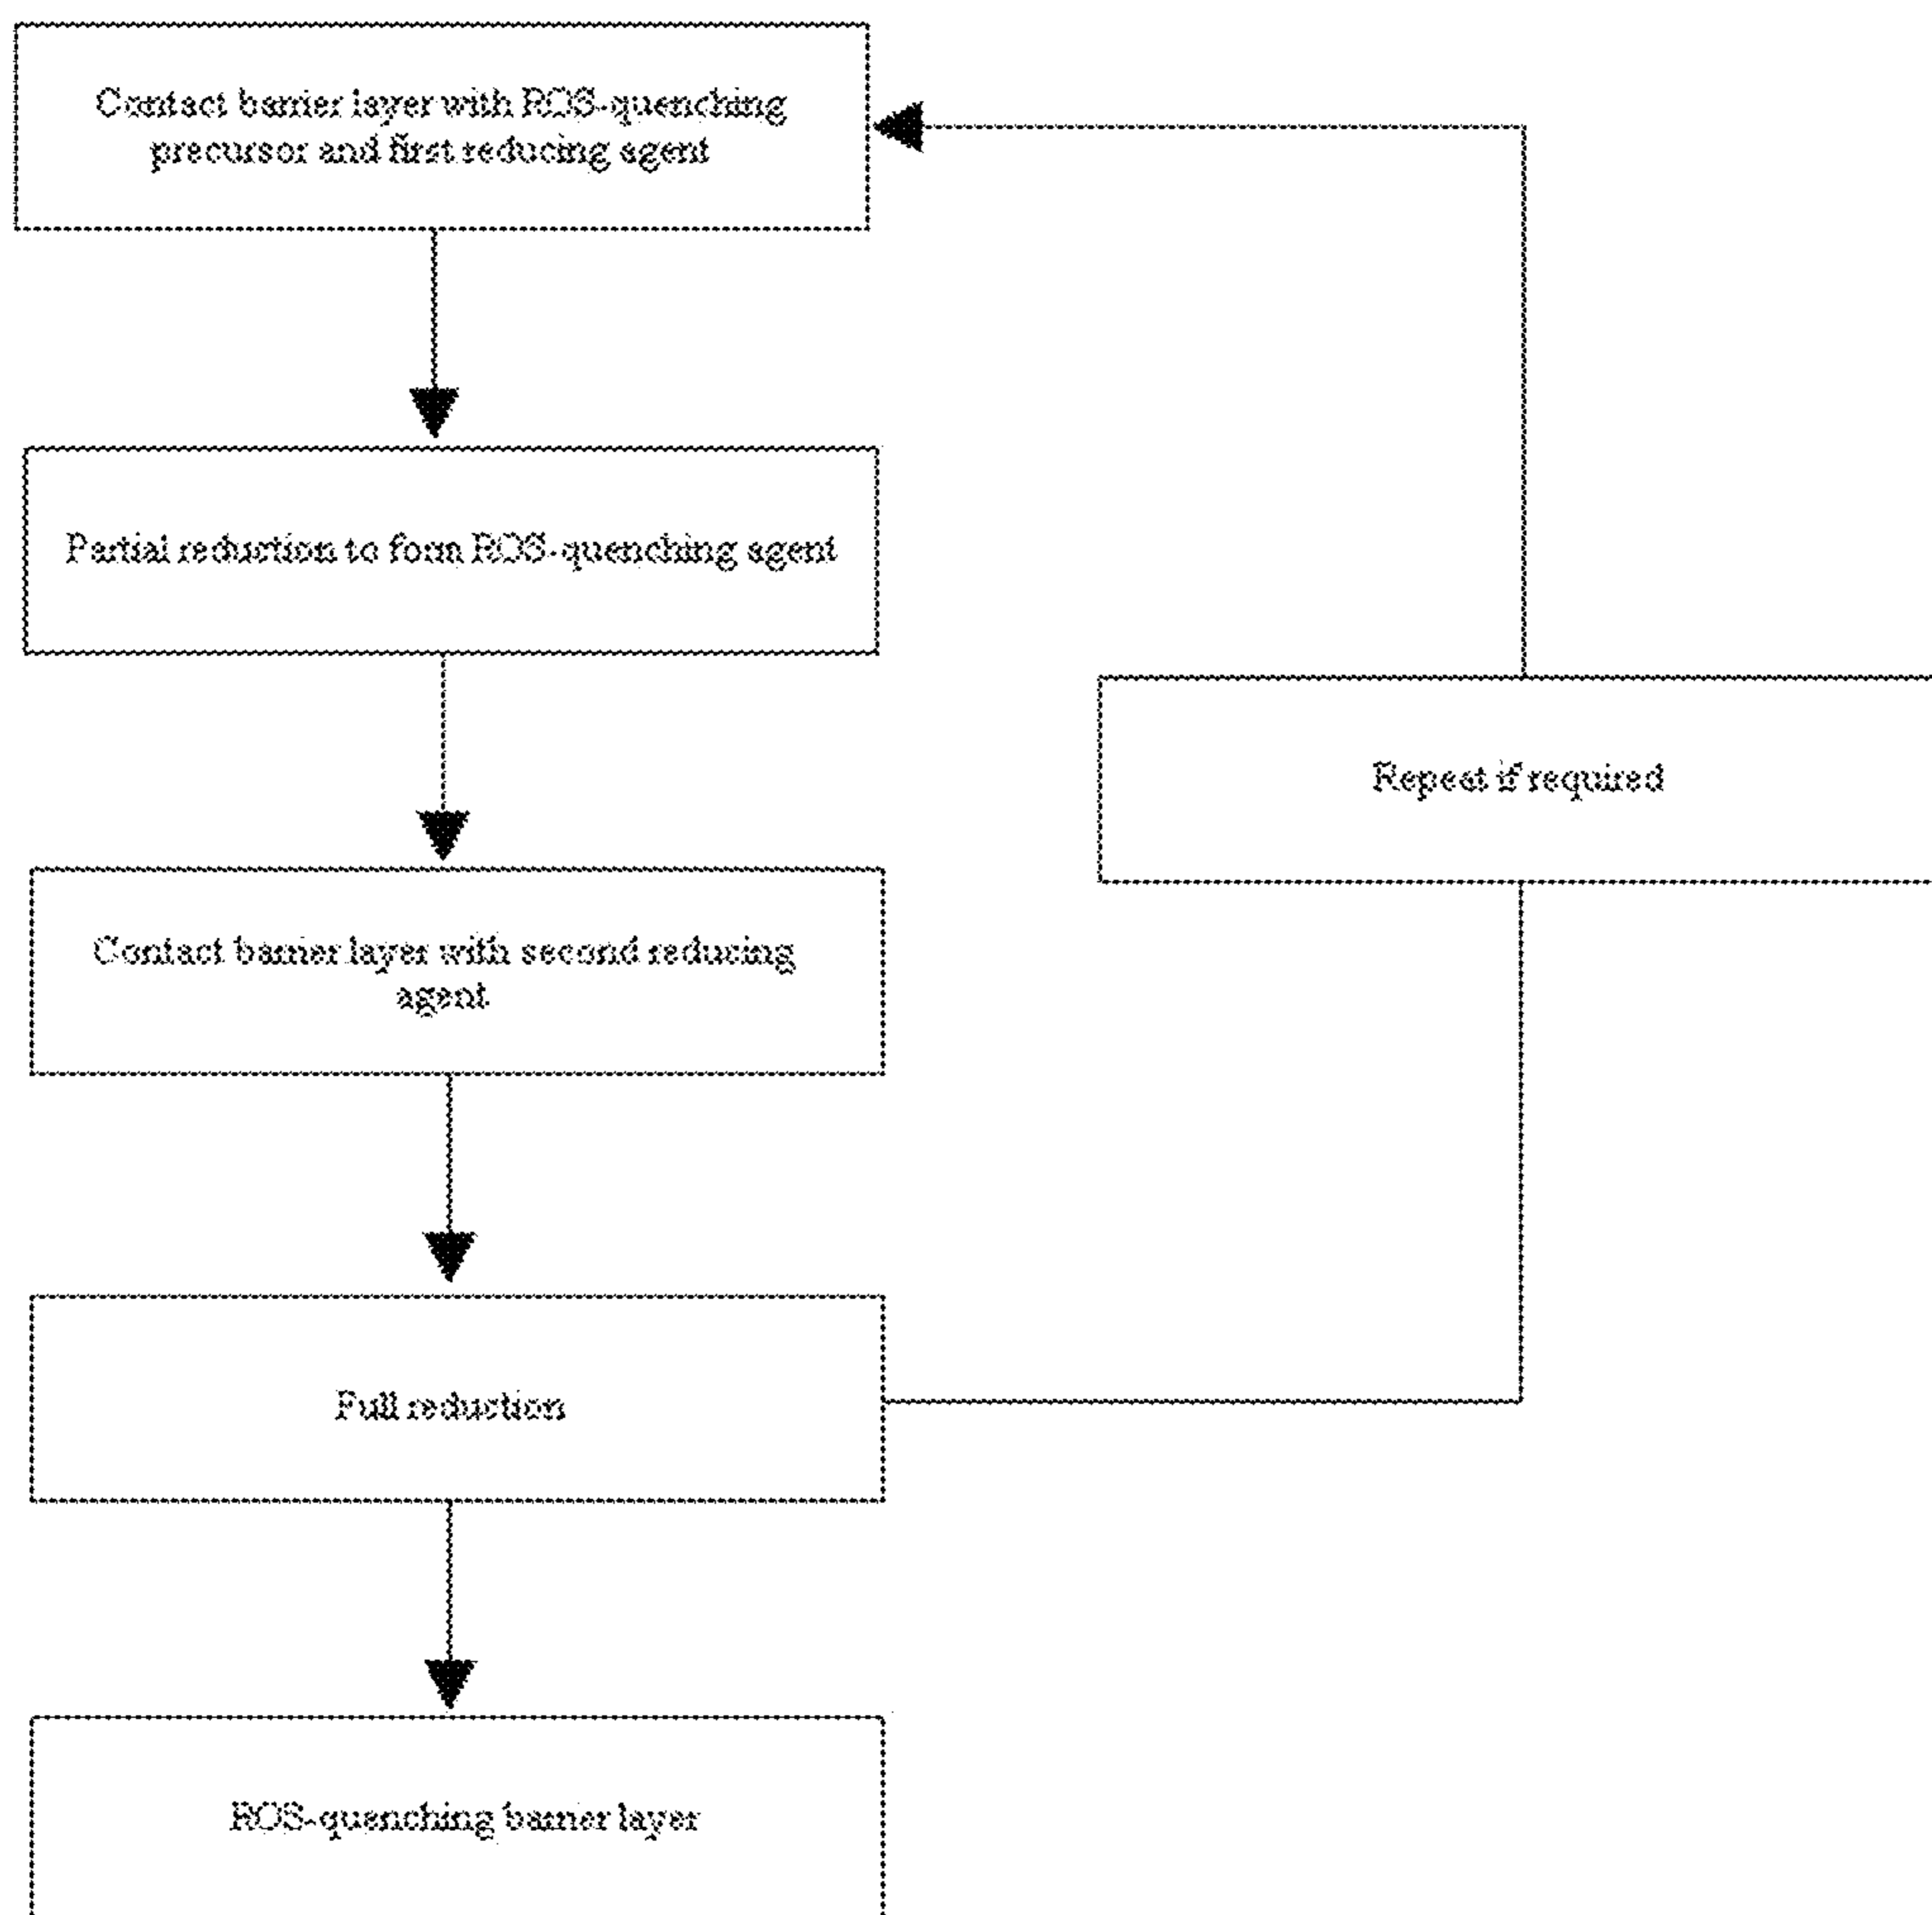 Contact barrier layer with ROS-quenching
precursor and first reducing agent
Partial reduction to form ROS-quenching agent
Repeat if required
Contact barrier layer with second reducing
agent
Full reduction
ROS-quenching barrier layer